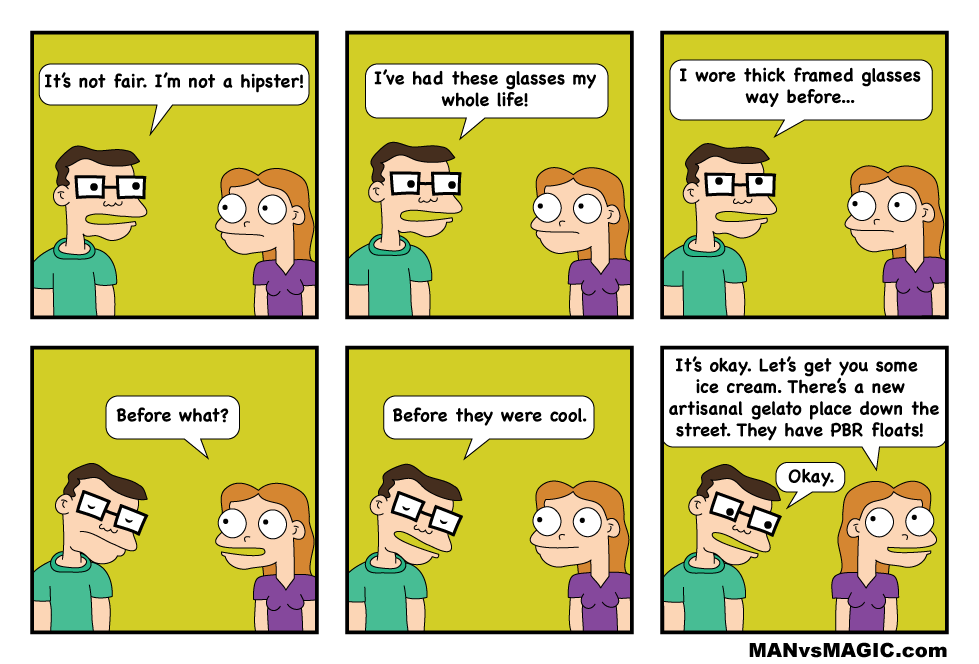 It's not fair. I'm not a hipster!
I've had these glasses my
whole life!
I wore thick framed glasses
way before...
Before what?
Before they were cool.
It's okay. Let's get you some
ice cream. There's a new
artisanal gelato place down the
street. They have PBR floats!
Okay.
MANvsMAGIC.com